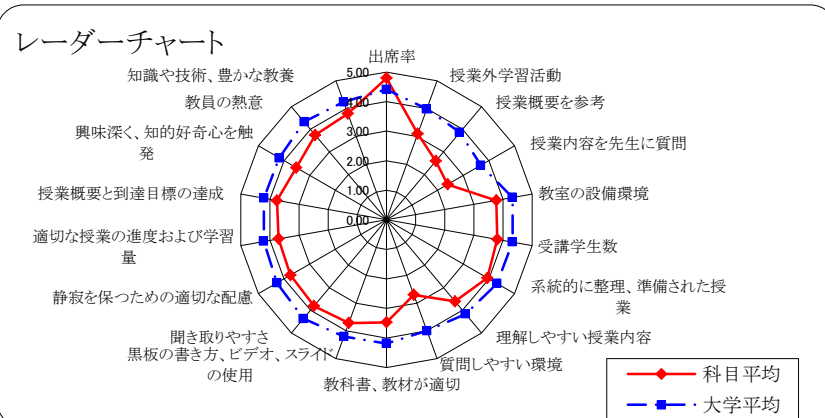 レーダーチャート
出席率
授業外学習活動
授業概要を参考
授業内容を先生に質問
教室の設備環境
受講学生数
系統的に整理、準備された授
業
理解しやすい授業内容
質問しやすい環境
教科書、教材が適切
黒板の書き方、ビデオ、スライド
の使用
聞き取りやすさ
静寂を保つための適切な配慮
適切な授業の進度および学習
量
授業概要と到達目標の達成
興味深く、知的好奇心を触
発
教員の熱意
知識や技術、豊かな教養
5.00
4.00
3.00
2.00
1.00
0.00
科目平均
大学平均